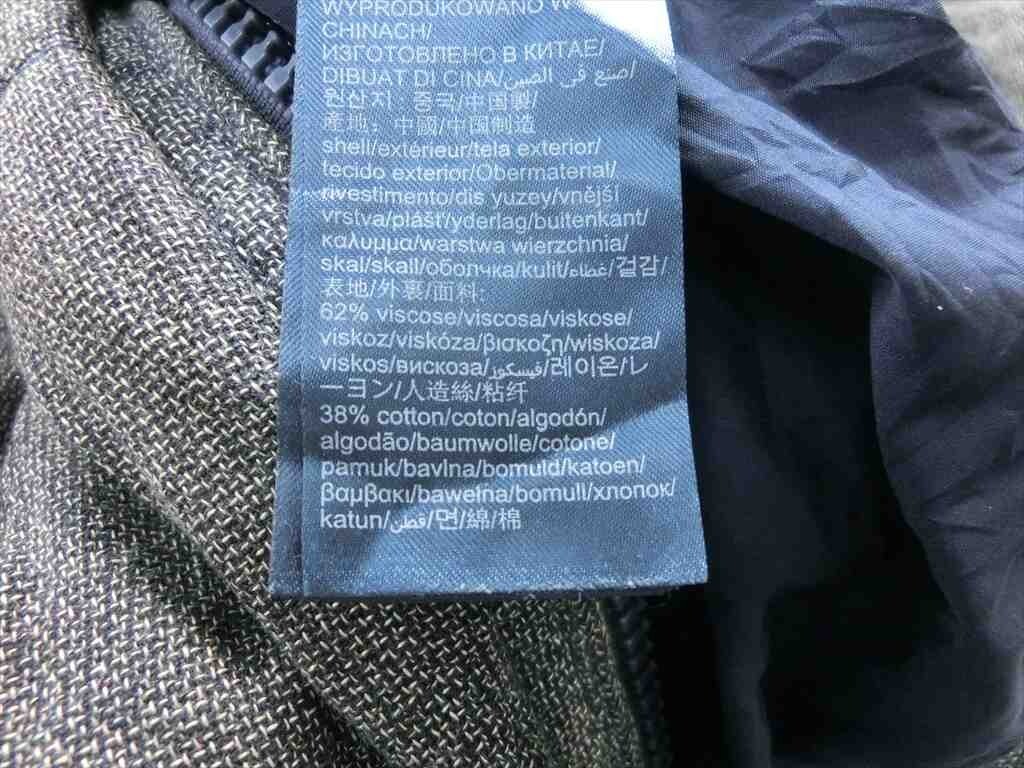 WYPRODUKOWANO W
CHINACH/
ИЗГОТОВЛЕНО В КИТАЕ/
DIBUAT DI CINA/صنع في الصين/
원산지 : 중국/中国製/
產地：中國/中国制造
shell/extérieur/tela exterior/
tecido exterior/Obermaterial/
rivestimento/dis yuzey/vnější
vrstva/plášť/yderlag/buitenkant/
καλυμμα/warstwa wierzchnia/
skal/skall/оболчка/kulit/غطاء/겉감/
表地/外裏/面料:
62% viscose/viscosa/viskose/
viskoz/viskóza/βισκοζη/wiskoza/
viskos/вискоза/فيسكوز/레이온/レ
ーヨン/人造絲/粘纤
38% cotton/coton/algodón/
algodão/baumwolle/cotone/
pamuk/bavlna/bomuld/katoen/
βαμβακι/bawełna/bomull/хлопок/
katun/قطن/면/綿/棉